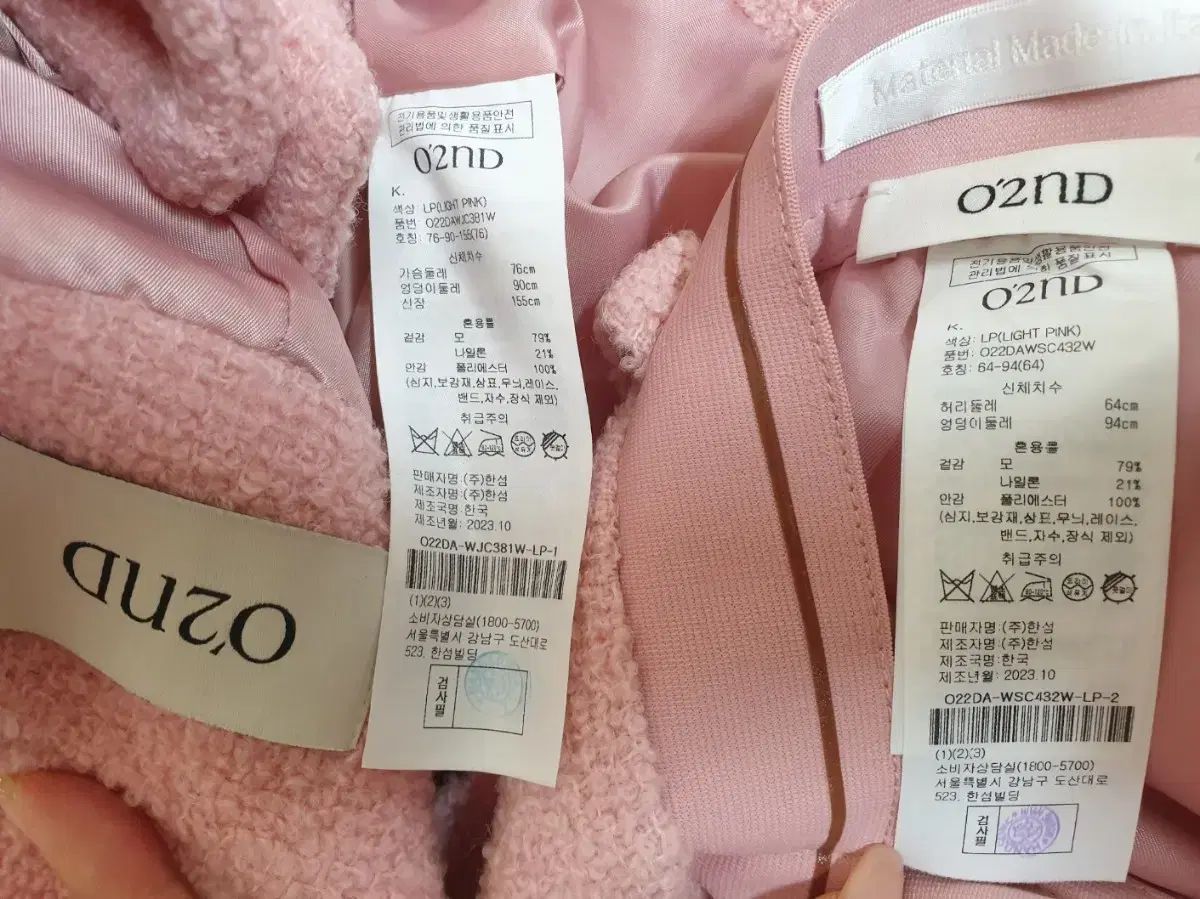 전기용품및생활용품안전
관리법에 의한 품질표시
O'2ND
K.
색상: LP(LIGHT PINK)
품번: O22DAWJC381W
호칭: 76-90-155(76)
신체치수
가슴둘레 76cm
엉덩이둘레 90cm
신장 155cm
혼용률
겉감 모 79%
나일론 21%
안감 폴리에스터 100%
(심지,보강재,상표,무늬,레이스,
밴드,자수,장식 제외)
취급주의
판매자명:(주)한섬
제조자명:(주)한섬
제조국명:한국
제조년월: 2023.10
O22DA-WJC381W-LP-1
(1)(2)(3)
소비자상담실(1800-5700)
서울특별시 강남구 도산대로
523. 한섬빌딩
검사필
O'2ND
Material Made in
O'2ND
전기용품및생활용품안전
관리법에 의한 품질표시
O'2ND
K.
색상: LP(LIGHT PINK)
품번: O22DAWSC432W
호칭: 64-94(64)
신체치수
허리둘레 64cm
엉덩이둘레 94cm
혼용률
겉감 모 79%
나일론 21%
안감 폴리에스터 100%
(심지,보강재,상표,무늬,레이스,
밴드,자수,장식 제외)
취급주의
판매자명:(주)한섬
제조자명:(주)한섬
제조국명:한국
제조년월: 2023.10
O22DA-WSC432W-LP-2
(1)(2)(3)
소비자상담실(1800-5700)
서울특별시 강남구 도산대로
523. 한섬빌딩
검사필